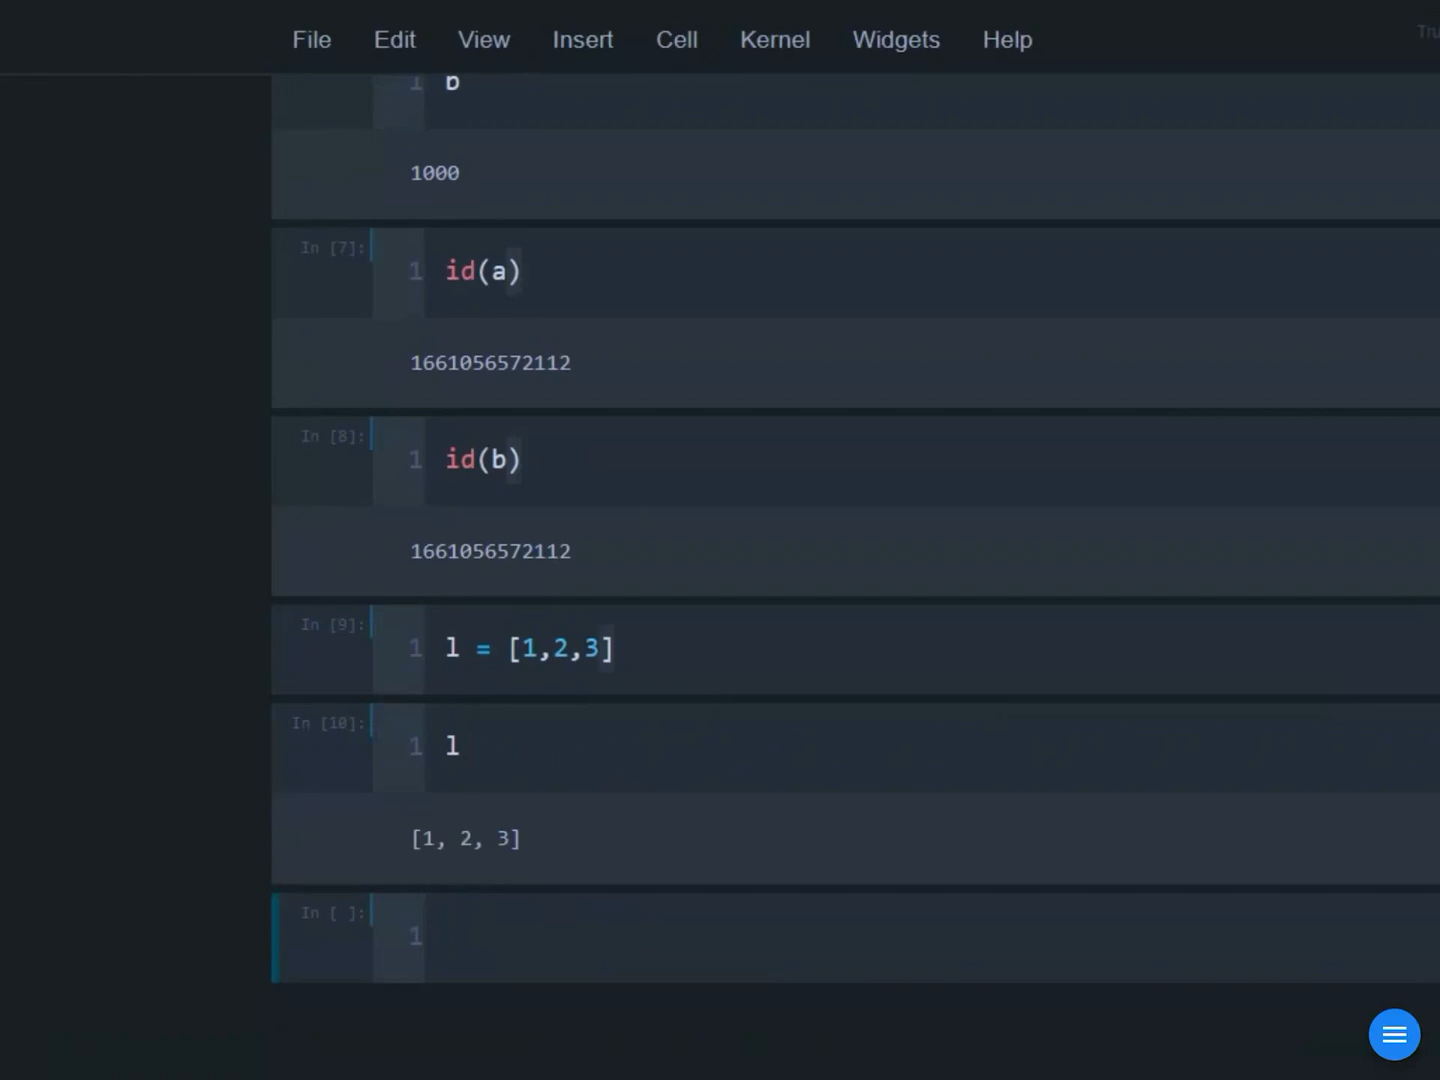 File Edit View Insert Cell Kernel Widgets Help
1 b
1000
In [7]:
1 id(a)
1661056572112
In [8]:
1 id(b)
1661056572112
In [9]:
1 l = [1,2,3]
In [10]:
1 l
[1, 2, 3]
In [ ]:
1